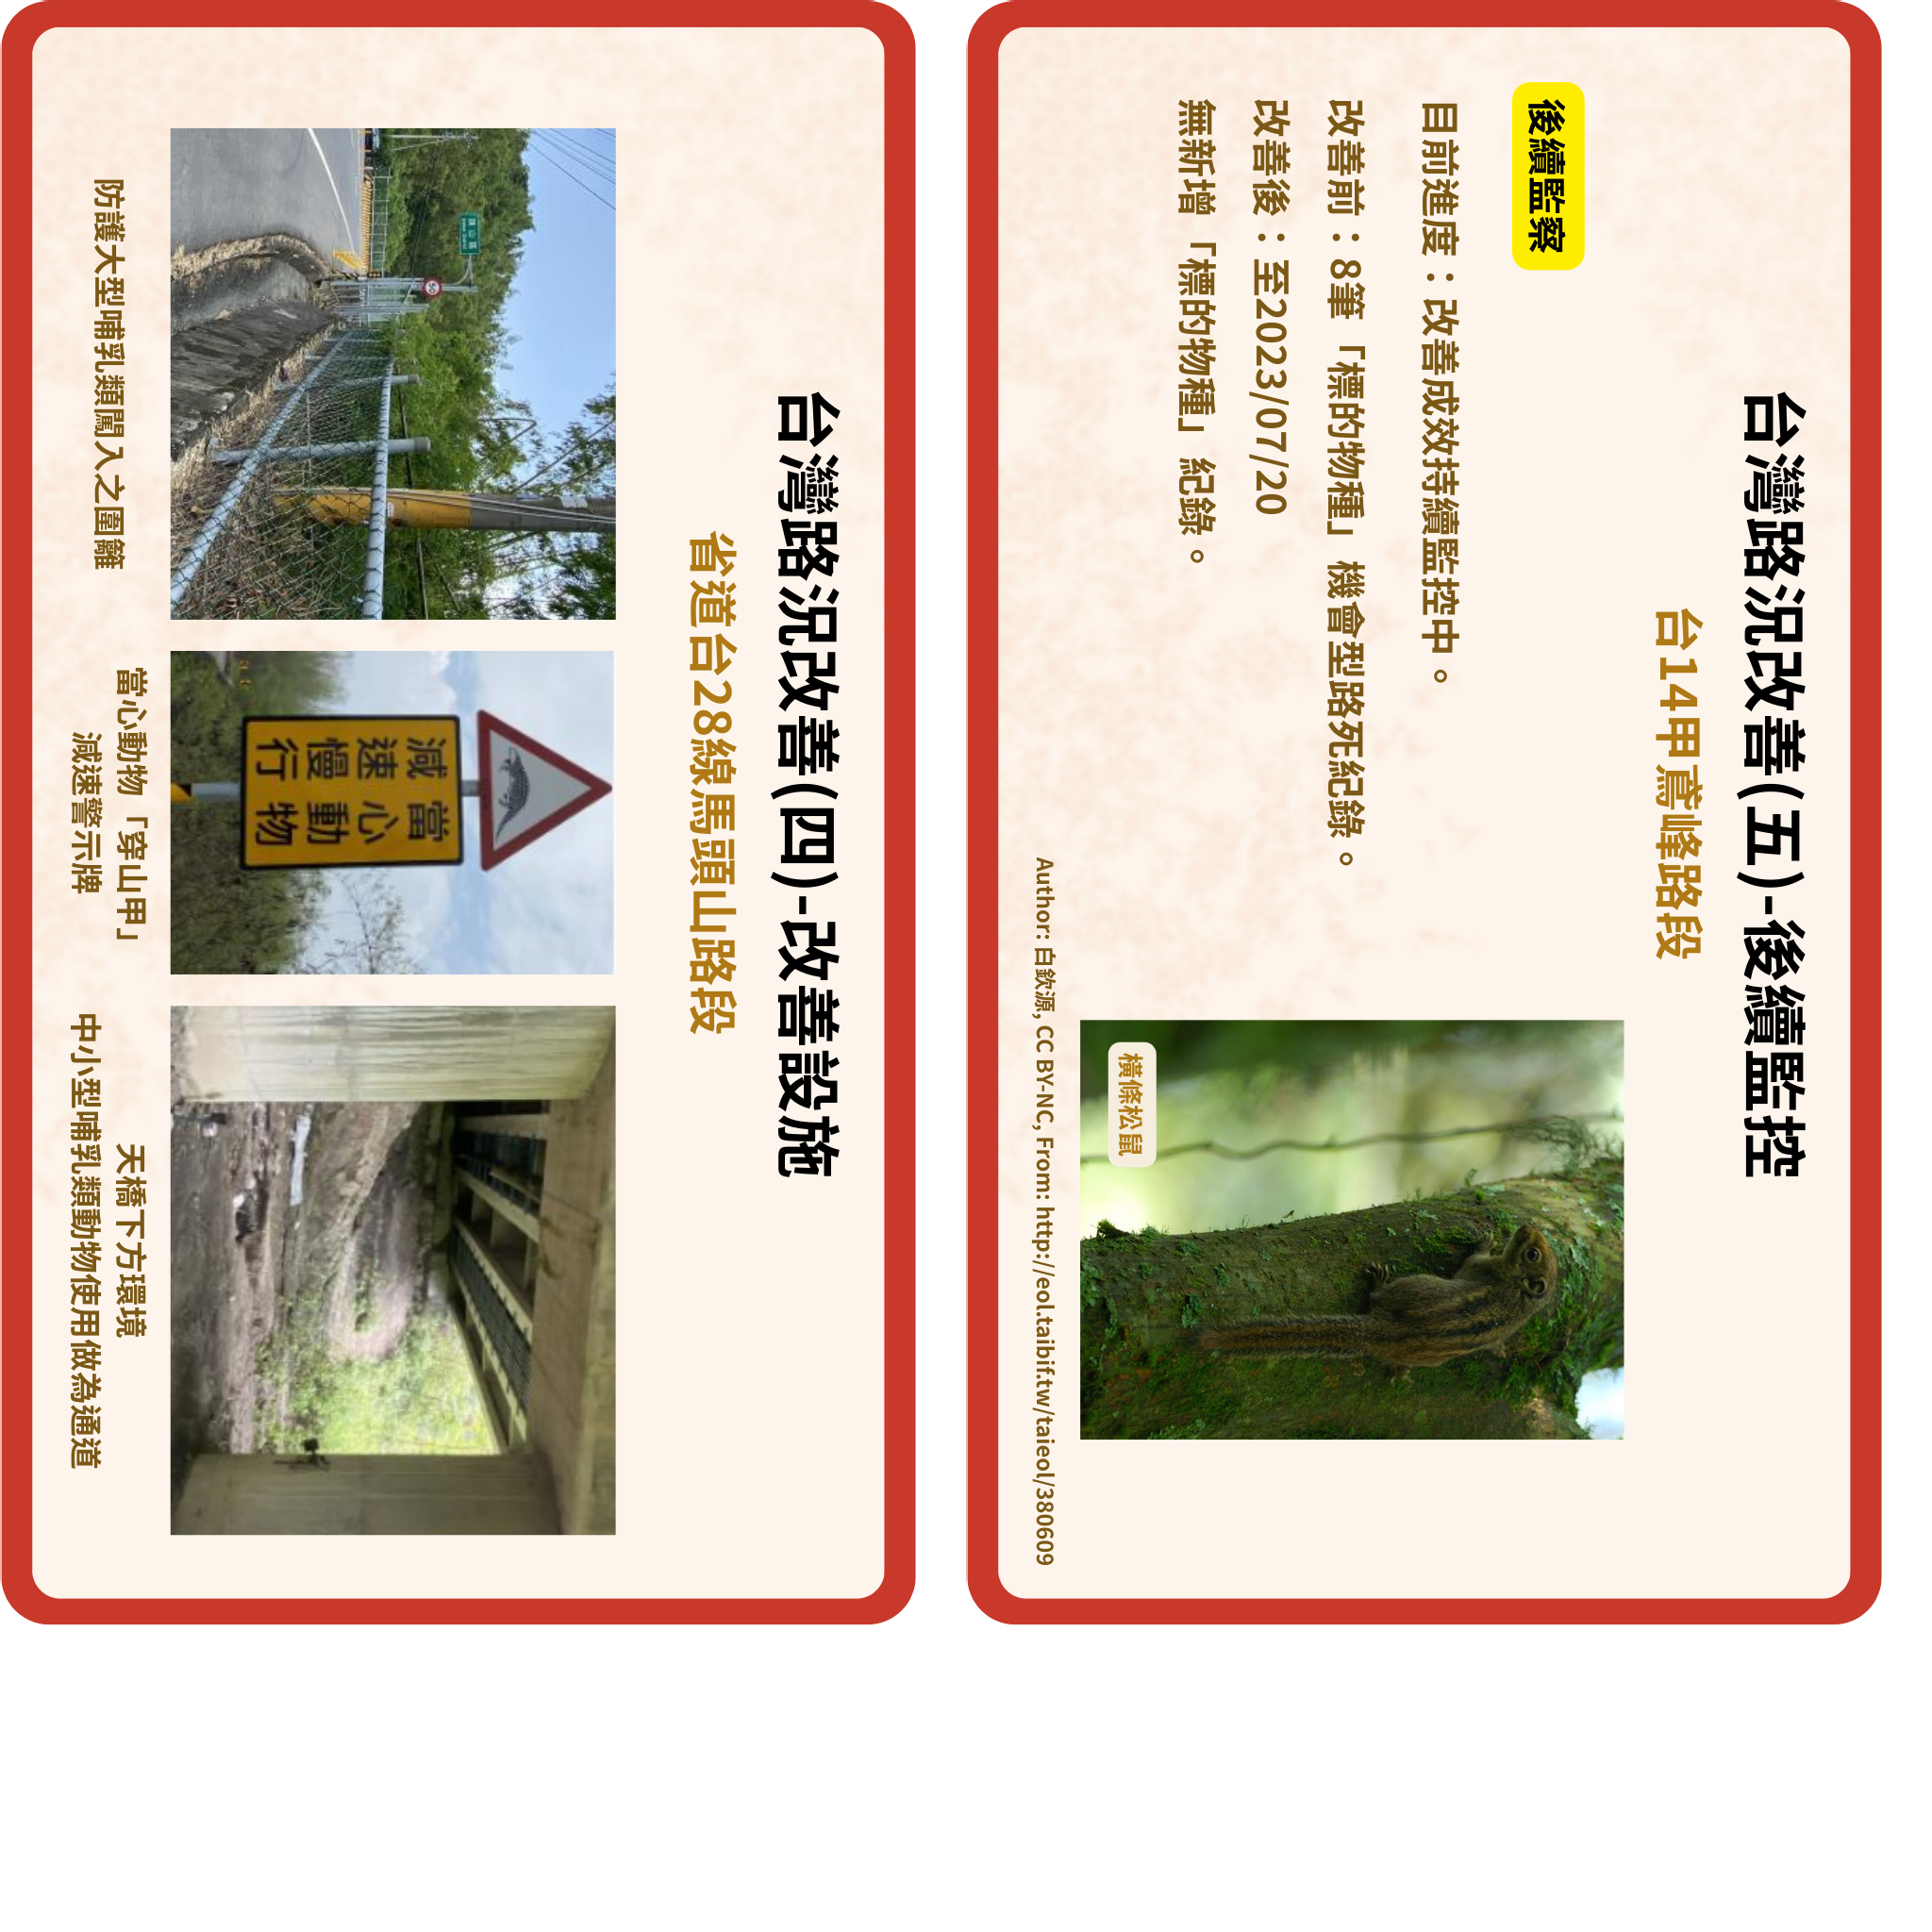 台灣路況改善(五)-後續監控
台14甲鳶峰路段
後續監察
目前進度：改善成效持續監控中。
改善前：8筆「標的物種」機會型路死紀錄。
改善後：至2023/07/20
無新增「標的物種」紀錄。
橫條松鼠
Author: 白欽源, CC BY-NC, From: http://eol.taibif.tw/taieol/380609
台灣路況改善(四)-改善設施
省道台28線馬頭山路段
當心動物
減速慢行
防護大型哺乳類闖入之圍籬
當心動物「穿山甲」
減速警示牌
天橋下方環境
中小型哺乳類動物使用做為通道